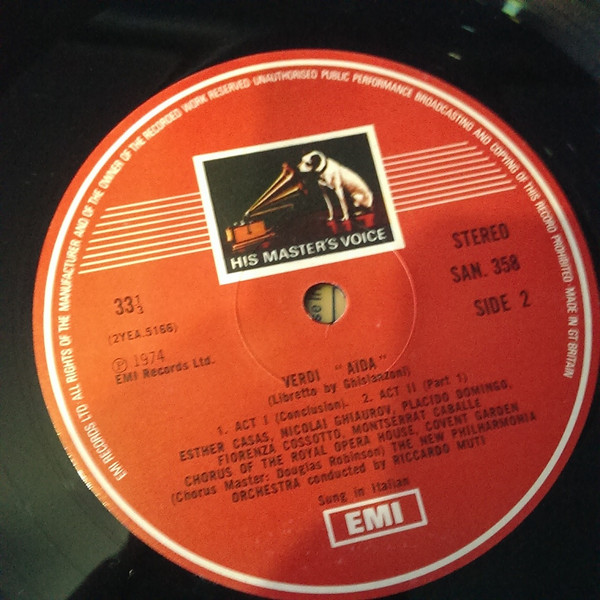 EMI RECORDS LTD ALL RIGHTS OF THE MANUFACTURER AND OF THE OWNER OF THE RECORDED WORK RESERVED UNAUTHORISED PUBLIC PERFORMANCE BROADCASTING AND COPYING OF THIS RECORD PROHIBITED · MADE IN GT BRITAIN
HIS MASTER'S VOICE
STEREO
SAN. 358
SIDE 2
33⅓
(2YEA.5166)
Ⓟ 1974
EMI Records Ltd.
VERDI "AÏDA"
(Libretto by Ghislanzoni)
1. ACT I (Conclusion)- 2. ACT II (Part 1)
ESTHER CASAS, NICOLAI GHIAUROV, PLACIDO DOMINGO,
FIORENZA COSSOTTO, MONTSERRAT CABALLE
CHORUS OF THE ROYAL OPERA HOUSE, COVENT GARDEN
(Chorus Master: Douglas Robinson) THE NEW PHILHARMONIA
ORCHESTRA conducted by RICCARDO MUTI
Sung in Italian
EMI